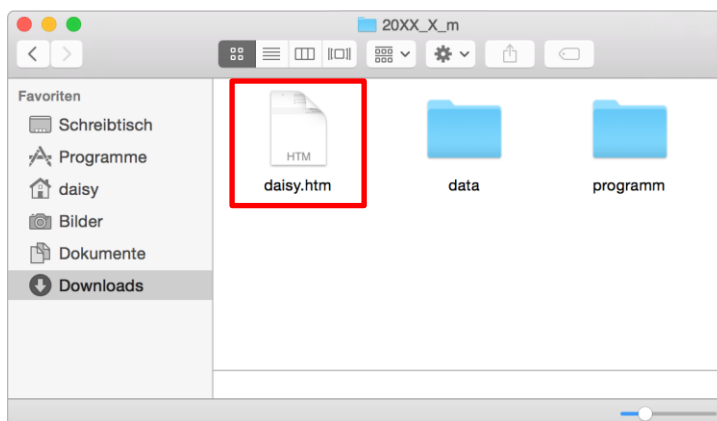 20XX_X_m
Favoriten
Schreibtisch
Programme
daisy
Bilder
Dokumente
Downloads
HTM
daisy.htm
data
programm